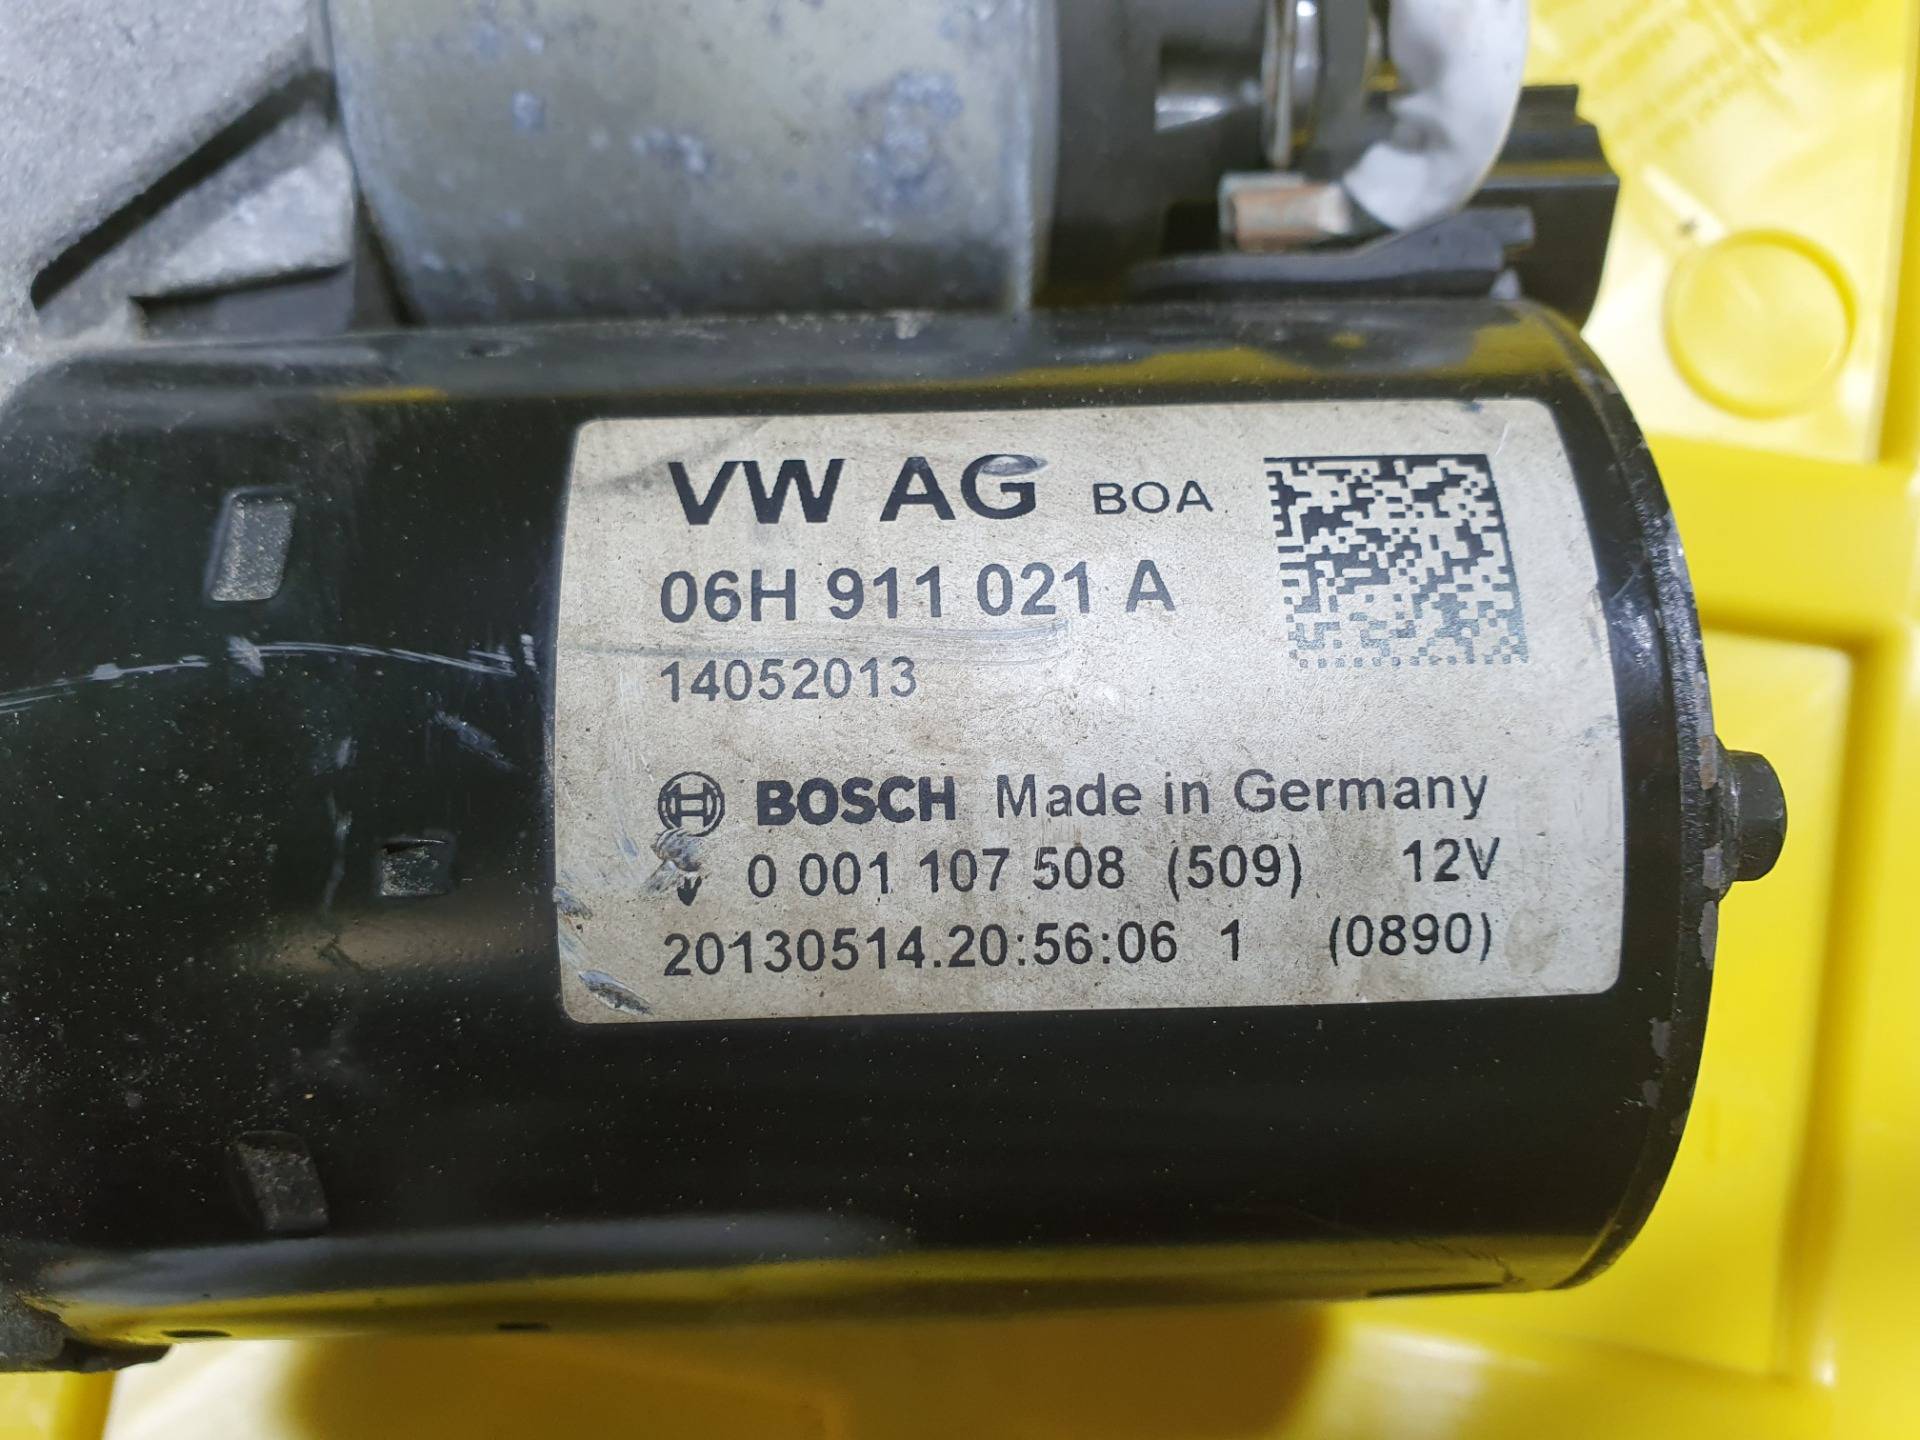 VW AG BOA
06H 911 021 A
14052013
BOSCH Made in Germany
0 001 107 508 (509) 12V
20130514.20:56:06 1 (0890)